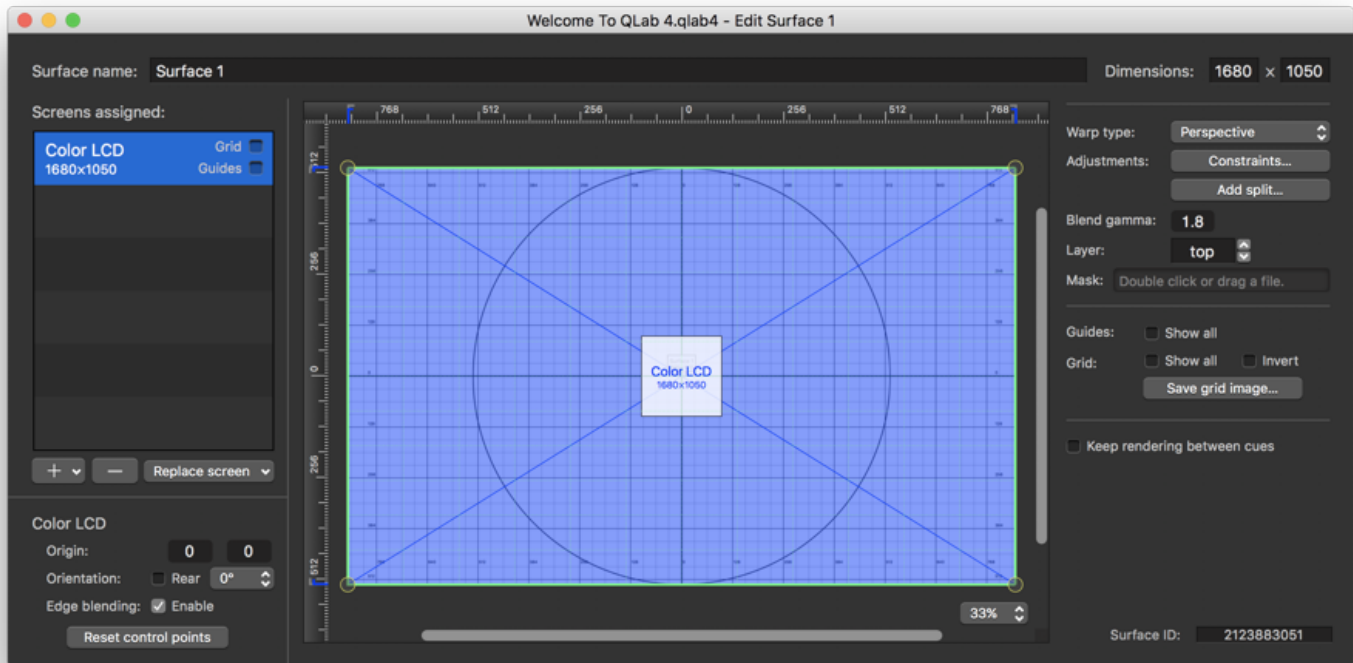 Welcome To QLab 4.qlab4 - Edit Surface 1
Surface name: Surface 1
Dimensions: 1680 x 1050
Screens assigned:
Color LCD
1680x1050
Grid
Guides
+
—
Replace screen
Color LCD
Origin: 0 0
Orientation: Rear 0°
Edge blending: Enable
Reset control points
768 512 256 0 256 512 768
512
256
0
256
512
Color LCD
1680x1050
33%
Warp type: Perspective
Adjustments: Constraints...
Add split...
Blend gamma: 1.8
Layer: top
Mask: Double click or drag a file.
Guides: Show all
Grid: Show all Invert
Save grid image...
Keep rendering between cues
Surface ID: 2123883051